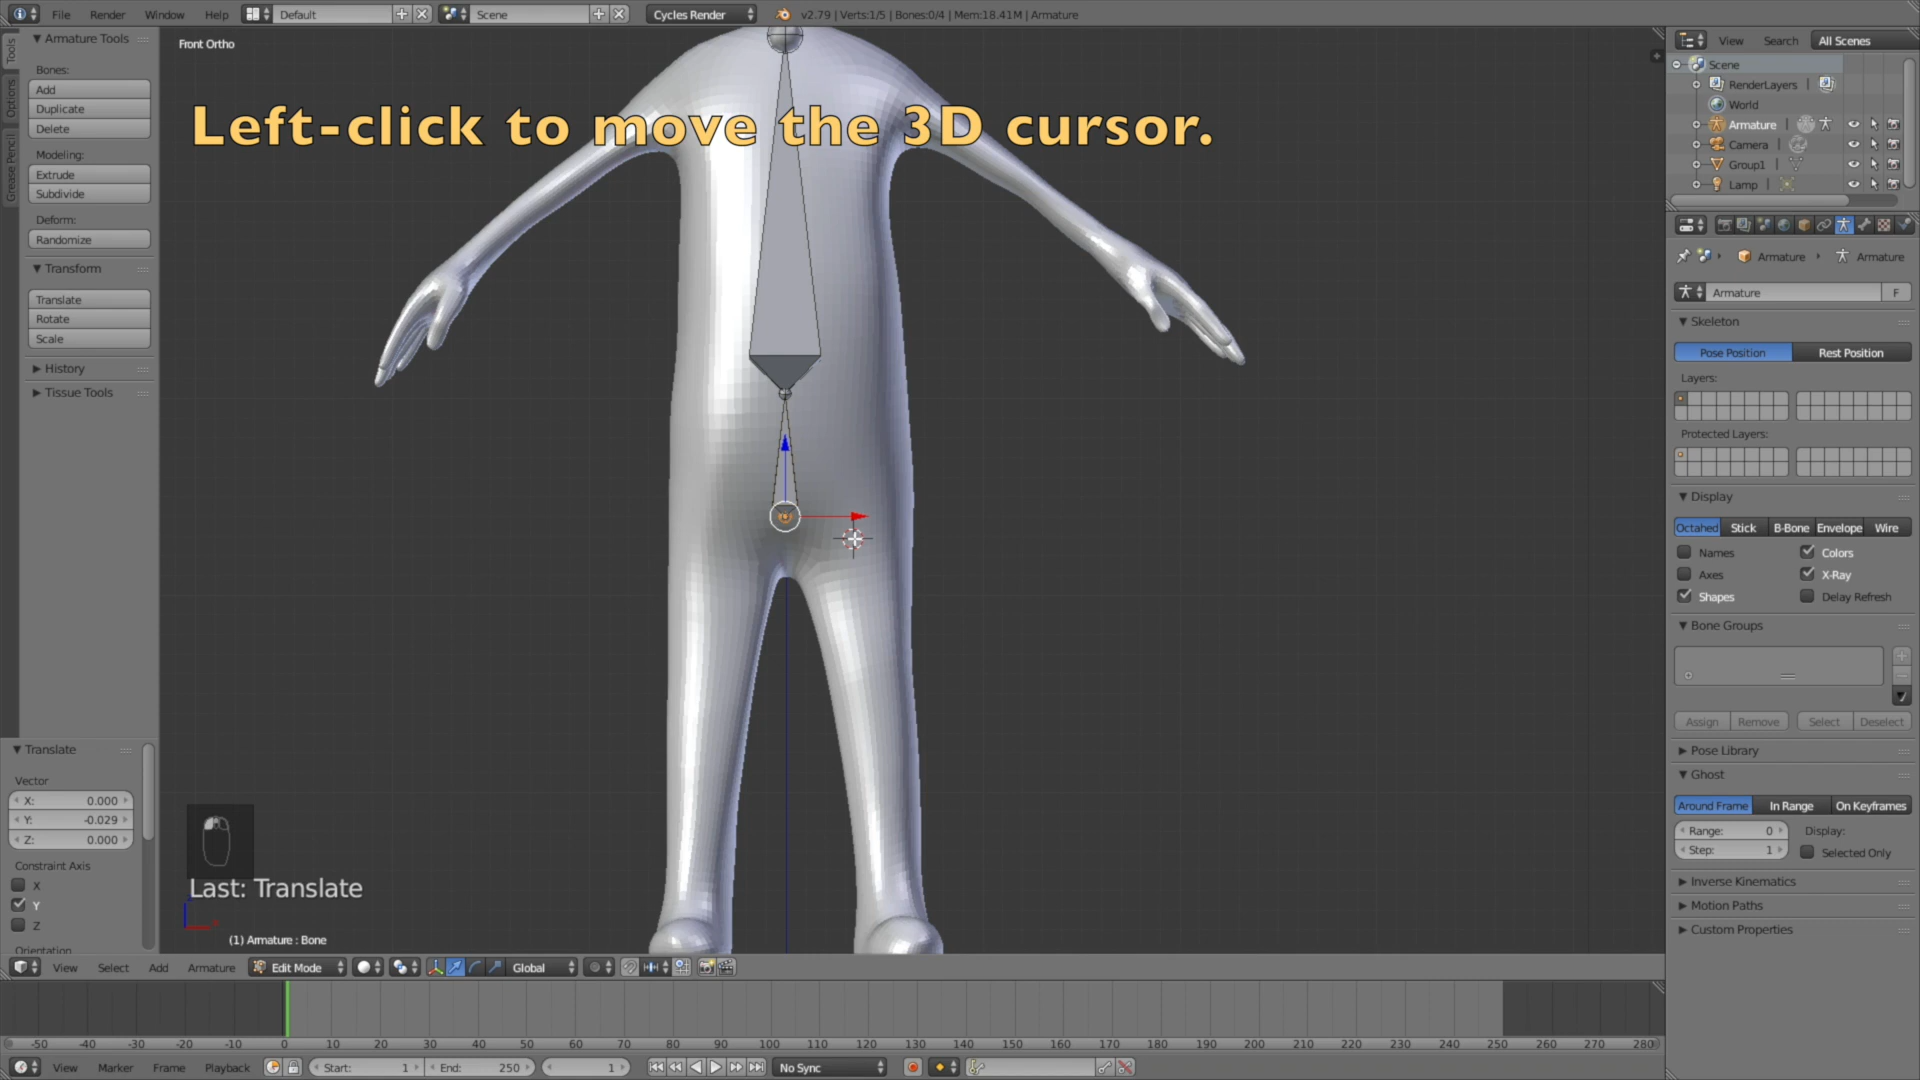 File Render Window Help Default Scene Cycles Render v2.79 | Verts:1/5 | Bones:0/4 | Mem:18.41M | Armature
Tools
Options
Grease Pencil
Armature Tools
Bones:
Add
Duplicate
Delete
Modeling:
Extrude
Subdivide
Deform:
Randomize
Transform
Translate
Rotate
Scale
History
Tissue Tools
Translate
Vector
X: 0.000
Y: -0.029
Z: 0.000
Constraint Axis
X
Y
Z
Orientation
Front Ortho
Left-click to move the 3D cursor.
Last: Translate
(1) Armature : Bone
View Select Add Armature Edit Mode Global
-50 -40 -30 -20 -10 0 10 20 30 40 50 60 70 80 90 100 110 120 130 140 150 160 170 180 190 200 210 220 230 240 250 260 270 280
View Marker Frame Playback Start: 1 End: 250 1 No Sync
View Search All Scenes
Scene
RenderLayers
World
Armature
Camera
Group1
Lamp
Armature Armature
Armature F
Skeleton
Pose Position Rest Position
Layers:
Protected Layers:
Display
Octahed Stick B-Bone Envelope Wire
Names Colors
Axes X-Ray
Shapes Delay Refresh
Bone Groups
Assign Remove Select Deselect
Pose Library
Ghost
Around Frame In Range On Keyframes
Range: 0 Display:
Step: 1 Selected Only
Inverse Kinematics
Motion Paths
Custom Properties